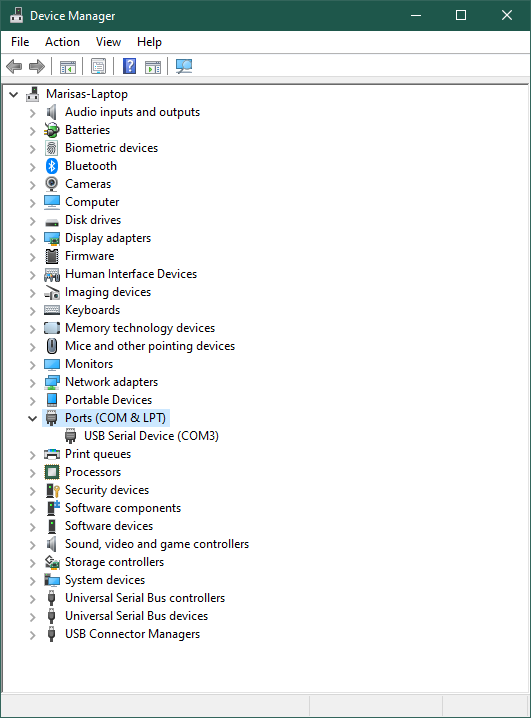 Device Manager
File Action View Help
Marisas-Laptop
Audio inputs and outputs
Batteries
Biometric devices
Bluetooth
Cameras
Computer
Disk drives
Display adapters
Firmware
Human Interface Devices
Imaging devices
Keyboards
Memory technology devices
Mice and other pointing devices
Monitors
Network adapters
Portable Devices
Ports (COM & LPT)
USB Serial Device (COM3)
Print queues
Processors
Security devices
Software components
Software devices
Sound, video and game controllers
Storage controllers
System devices
Universal Serial Bus controllers
Universal Serial Bus devices
USB Connector Managers